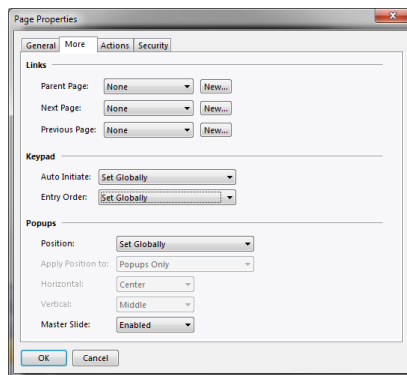 Page Properties
General More Actions Security
Links
Parent Page: None New...
Next Page: None New...
Previous Page: None New...
Keypad
Auto Initiate: Set Globally
Entry Order: Set Globally
Popups
Position: Set Globally
Apply Position to: Popups Only
Horizontal: Center
Vertical: Middle
Master Slide: Enabled
OK Cancel